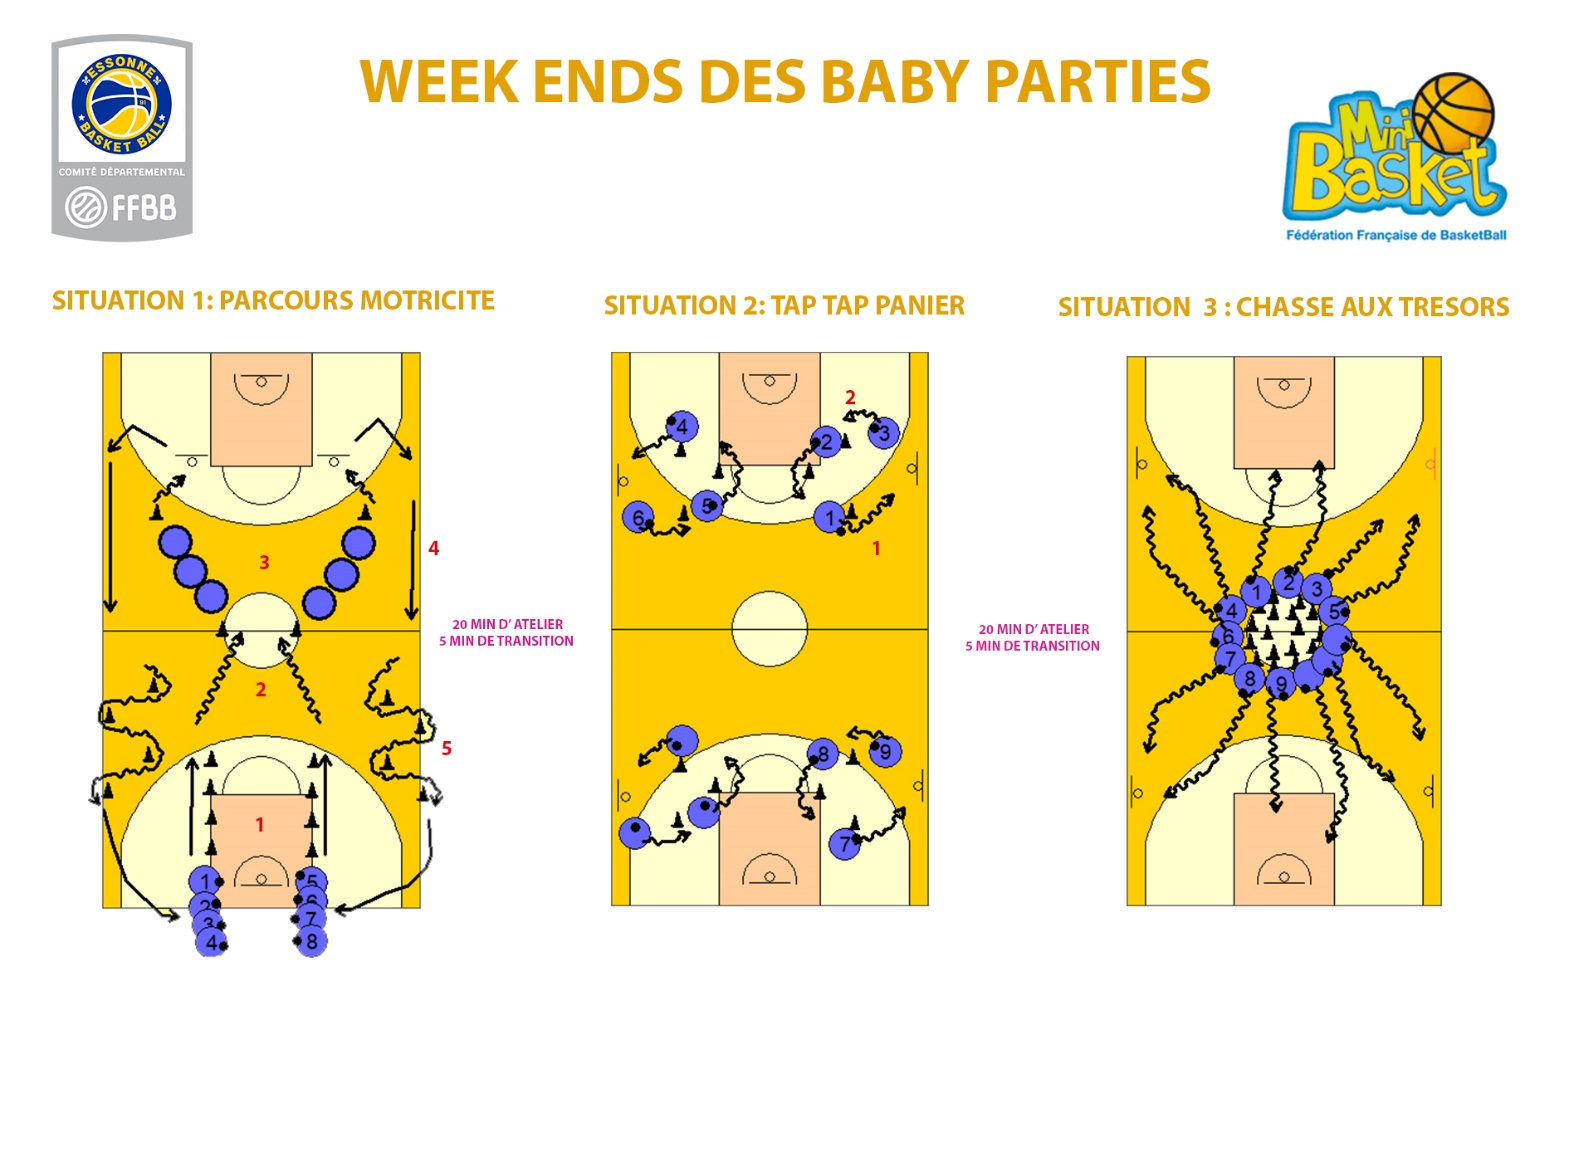 ESSONNE
91
BASKET BALL
COMITÉ DÉPARTEMENTAL
FFBB
WEEK ENDS DES BABY PARTIES
Mini
Basket
Fédération Française de BasketBall
SITUATION 1: PARCOURS MOTRICITE
3
4
2
5
1
1
2
3
4
5
6
7
8
20 MIN D' ATELIER
5 MIN DE TRANSITION
SITUATION 2: TAP TAP PANIER
2
4
2
3
6
5
1
1
8
9
7
20 MIN D' ATELIER
5 MIN DE TRANSITION
SITUATION 3 : CHASSE AUX TRESORS
1
2
3
4
5
6
7
8
9